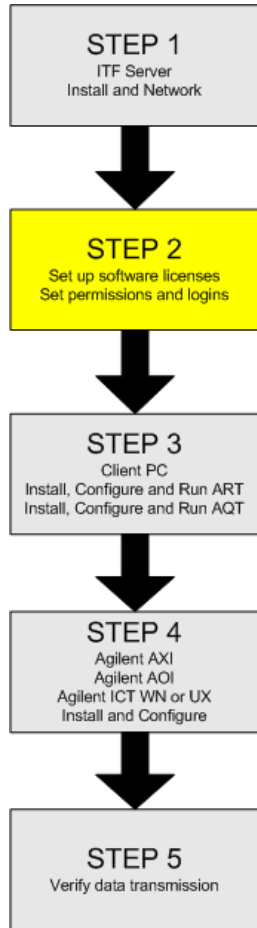 STEP 1
ITF Server
Install and Network
STEP 2
Set up software licenses
Set permissions and logins
STEP 3
Client PC
Install, Configure and Run ART
Install, Configure and Run AQT
STEP 4
Agilent AXI
Agilent AOI
Agilent ICT WN or UX
Install and Configure
STEP 5
Verify data transmission